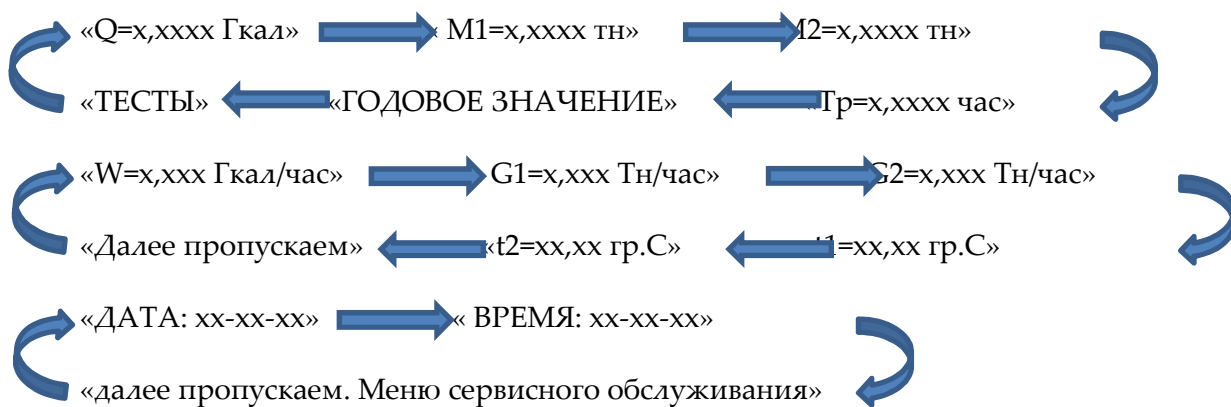 «Q=x,xxxx Гкал» « M1=x,xxxx тн» M2=x,xxxx тн»
«ТЕСТЫ» «ГОДОВОЕ ЗНАЧЕНИЕ» «Тр=x,xxxx час»
«W=x,xxx Гкал/час» G1=x,xxx Тн/час» G2=x,xxx Тн/час»
«Далее пропускаем» «t2=xx,xx гр.С» t1=xx,xx гр.С»
«ДАТА: xx-xx-xx» « ВРЕМЯ: xx-xx-xx»
«далее пропускаем. Меню сервисного обслуживания»